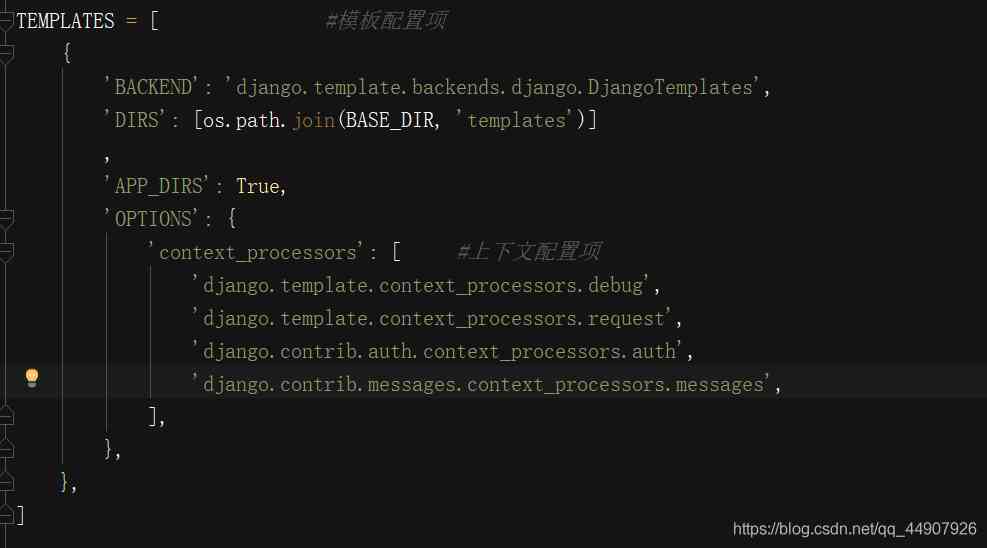 TEMPLATES = [ #模板配置项
{
'BACKEND': 'django.template.backends.django.DjangoTemplates',
'DIRS': [os.path.join(BASE_DIR, 'templates')]
,
'APP_DIRS': True,
'OPTIONS': {
'context_processors': [ #上下文配置项
'django.template.context_processors.debug',
'django.template.context_processors.request',
'django.contrib.auth.context_processors.auth',
'django.contrib.messages.context_processors.messages',
],
},
},
]
https://blog.csdn.net/qq_44907926